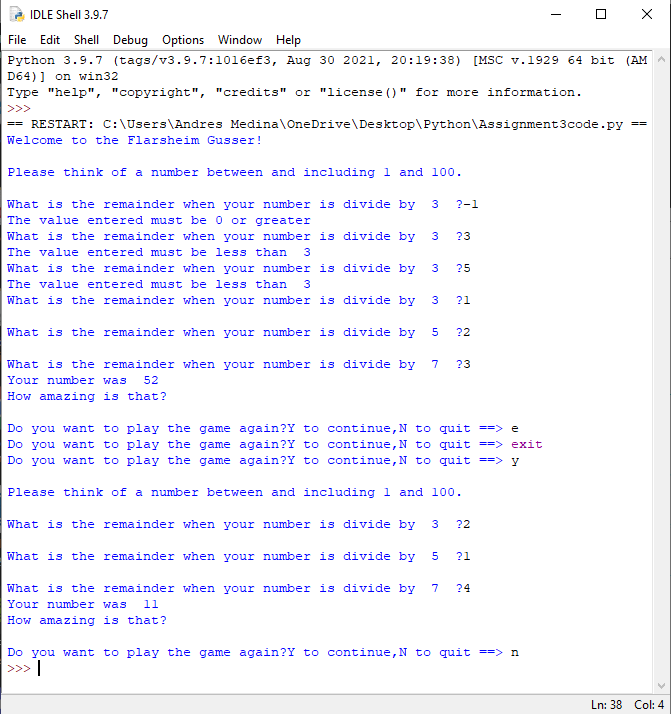 IDLE Shell 3.9.7
File Edit Shell Debug Options Window Help
Python 3.9.7 (tags/v3.9.7:1016ef3, Aug 30 2021, 20:19:38) [MSC v.1929 64 bit (AM
D64)] on win32
Type "help", "copyright", "credits" or "license()" for more information.
>>>
== RESTART: C:\Users\Andres Medina\OneDrive\Desktop\Python\Assignment3code.py ==
Welcome to the Flarsheim Gusser!
Please think of a number between and including 1 and 100.
What is the remainder when your number is divide by  3  ?-1
The value entered must be 0 or greater
What is the remainder when your number is divide by  3  ?3
The value entered must be less than  3
What is the remainder when your number is divide by  3  ?5
The value entered must be less than  3
What is the remainder when your number is divide by  3  ?1
What is the remainder when your number is divide by  5  ?2
What is the remainder when your number is divide by  7  ?3
Your number was  52
How amazing is that?
Do you want to play the game again?Y to continue,N to quit ==> e
Do you want to play the game again?Y to continue,N to quit ==> exit
Do you want to play the game again?Y to continue,N to quit ==> y
Please think of a number between and including 1 and 100.
What is the remainder when your number is divide by  3  ?2
What is the remainder when your number is divide by  5  ?1
What is the remainder when your number is divide by  7  ?4
Your number was  11
How amazing is that?
Do you want to play the game again?Y to continue,N to quit ==> n
>>>
Ln: 38 Col: 4